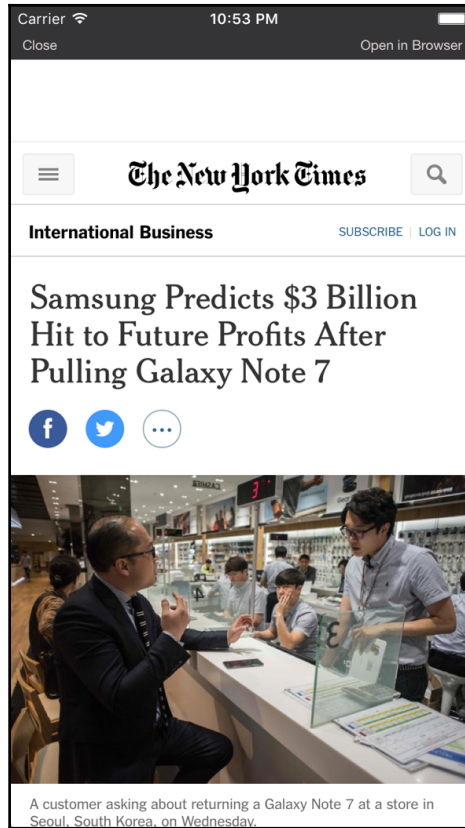 Carrier 10:53 PM
Close Open in Browser
The New York Times
International Business SUBSCRIBE | LOG IN
Samsung Predicts $3 Billion
Hit to Future Profits After
Pulling Galaxy Note 7
f
3
Gear
A customer asking about returning a Galaxy Note 7 at a store in
Seoul, South Korea, on Wednesday.